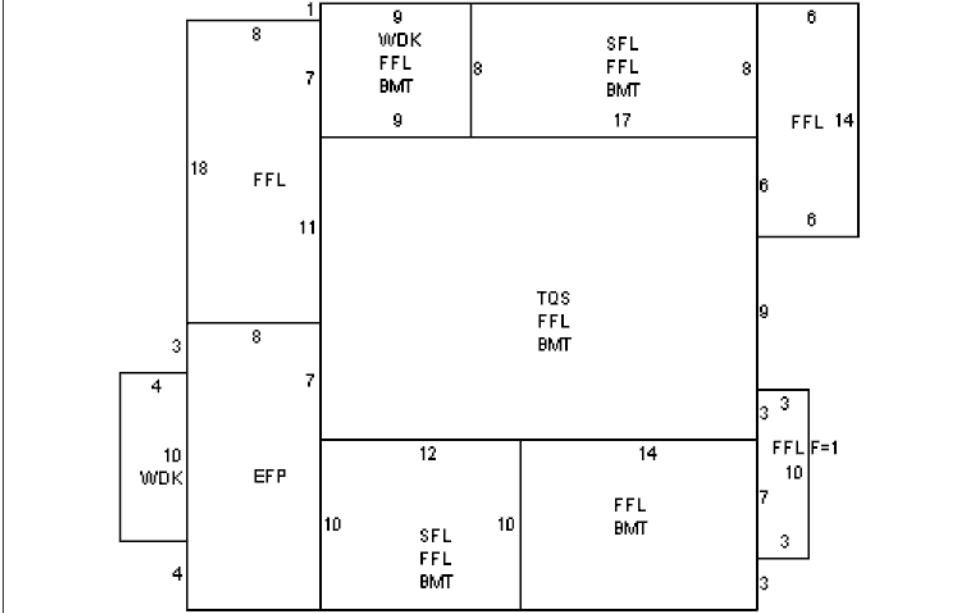 1
9
6
8
WDK
SFL
FFL
FFL
7
8
8
BMT
BMT
9
17
FFL 14
18
FFL
6
6
11
TQS
FFL
BMT
9
3
8
4
7
3
3
12
14
FFL F=1
10
WDK
EFP
10
7
FFL
BMT
10
10
SFL
FFL
BMT
3
4
3